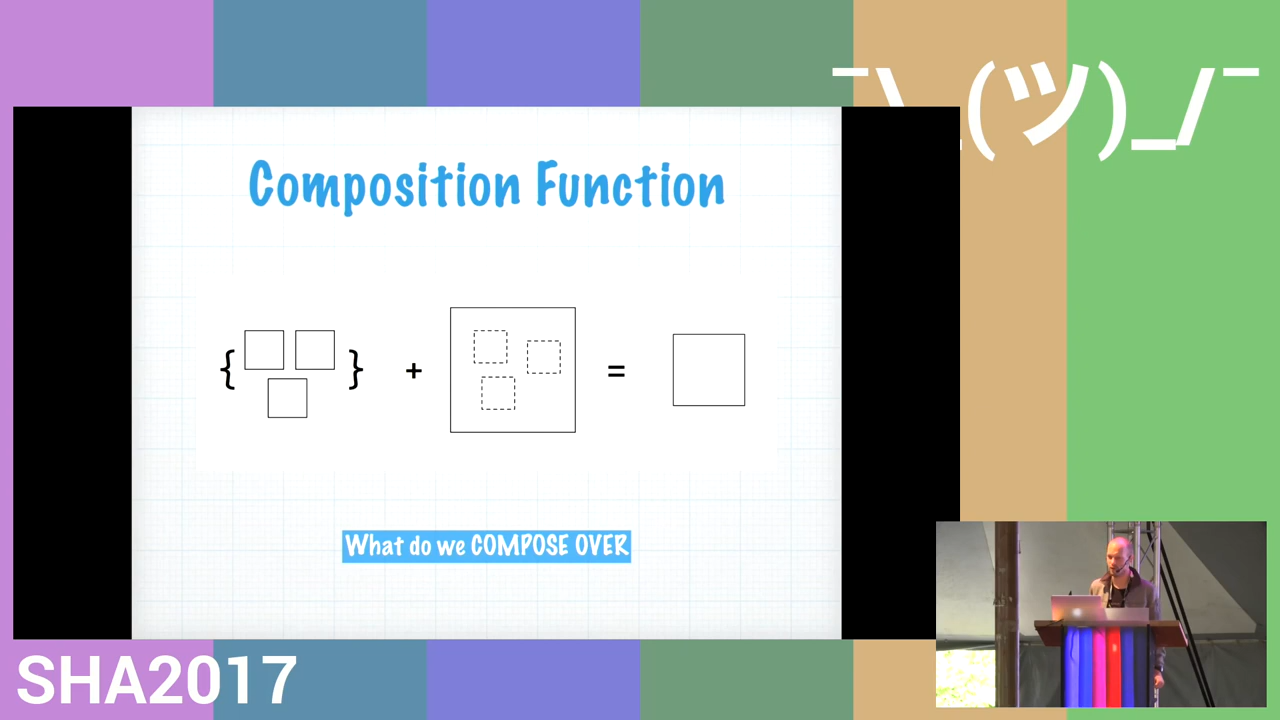 ¯\_(ツ)_/¯
Composition Function
{ } + =
What do we COMPOSE OVER
SHA2017